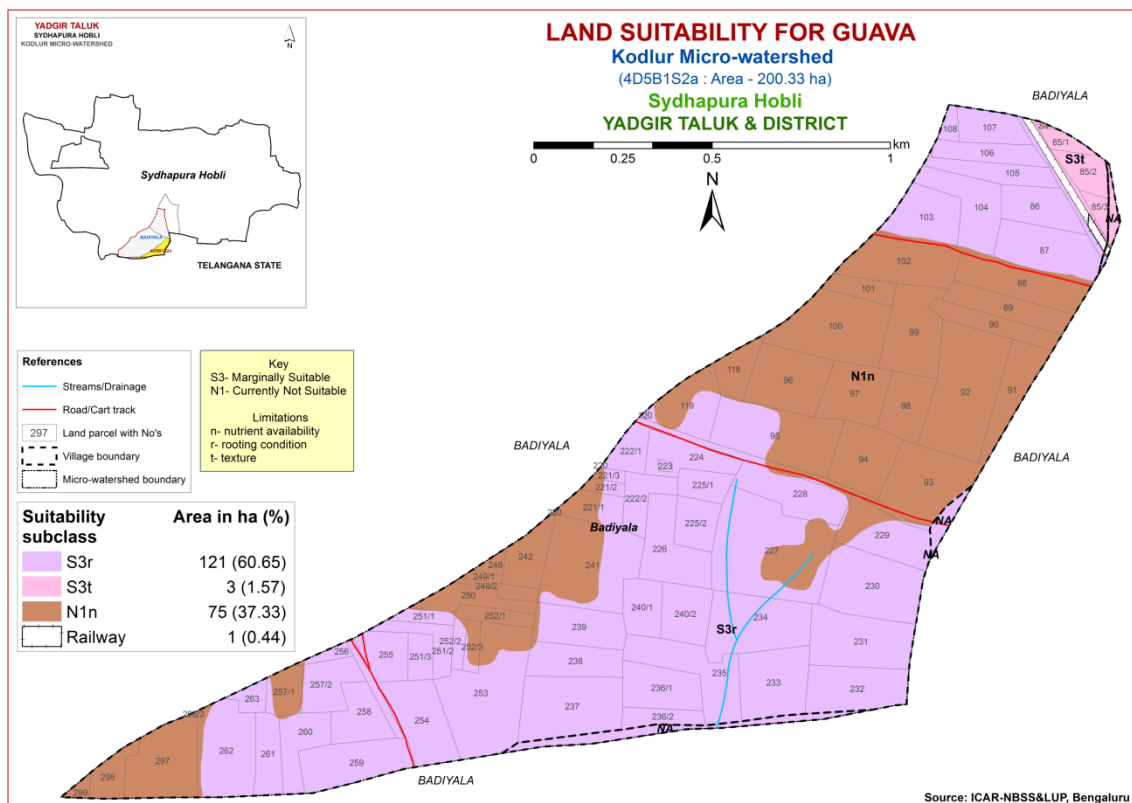 YADGIR TALUK
SYDHAPURA HOBLI
KODLUR MICRO-WATERSHED
N
Sydhapura Hobli
BADIYALA
4D5B1S2a
TELANGANA STATE
LAND SUITABILITY FOR GUAVA
Kodlur Micro-watershed
(4D5B1S2a : Area - 200.33 ha)
Sydhapura Hobli
YADGIR TALUK & DISTRICT
km
0 0.25 0.5 1
N
References
Streams/Drainage
Road/Cart track
297 Land parcel with No's
Village boundary
Micro-watershed boundary
Key
S3- Marginally Suitable
N1- Currently Not Suitable
Limitations
n- nutrient availability
r- rooting condition
t- texture
Suitability Area in ha (%)
subclass
S3r 121 (60.65)
S3t 3 (1.57)
N1n 75 (37.33)
Railway 1 (0.44)
BADIYALA
108
107
84
85/1
S3t
106
105
85/2
86
104
85/3
103
NA
87
102
88
101
89
90
100
99
118
96
N1n
97
98
92
91
119
120
95
BADIYALA
BADIYALA
222/1
224
94
93
220
223
221/3
221/2
225/1
228
222/2
221/1
NA
Badiyala
225/2
229
NA
242
226
227
248
241
249/1
249/2
230
250
240/1
240/2
251/1
252/1
234
239
S3r
231
252/2
251/2
252/3
256
255
251/3
238
235
233
232
236/1
253
257/2
257/1
263
237
258
254
236/2
NA
260
262
261
297
259
298
299
BADIYALA
Source: ICAR-NBSS&LUP, Bengaluru